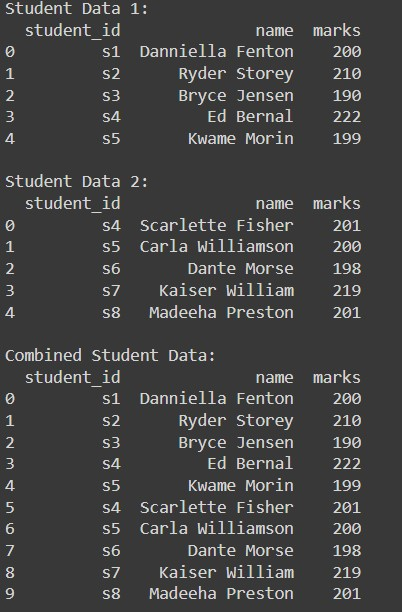 Student Data 1:
  student_id              name  marks
0         s1  Danniella Fenton    200
1         s2      Ryder Storey    210
2         s3      Bryce Jensen    190
3         s4         Ed Bernal    222
4         s5       Kwame Morin    199
Student Data 2:
  student_id              name  marks
0         s4  Scarlette Fisher    201
1         s5  Carla Williamson    200
2         s6       Dante Morse    198
3         s7    Kaiser William    219
4         s8   Madeeha Preston    201
Combined Student Data:
  student_id              name  marks
0         s1  Danniella Fenton    200
1         s2      Ryder Storey    210
2         s3      Bryce Jensen    190
3         s4         Ed Bernal    222
4         s5       Kwame Morin    199
5         s4  Scarlette Fisher    201
6         s5  Carla Williamson    200
7         s6       Dante Morse    198
8         s7    Kaiser William    219
9         s8   Madeeha Preston    201